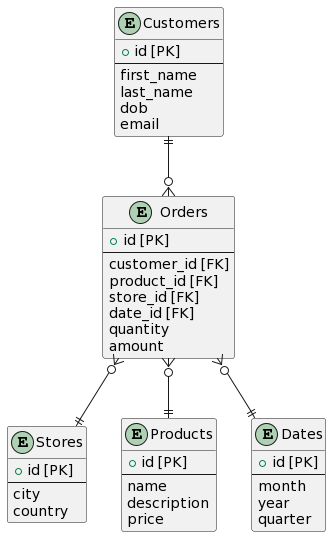 E Customers
id [PK]
first_name
last_name
dob
email
E Orders
id [PK]
customer_id [FK]
product_id [FK]
store_id [FK]
date_id [FK]
quantity
amount
E Stores
id [PK]
city
country
E Products
id [PK]
name
description
price
E Dates
id [PK]
month
year
quarter